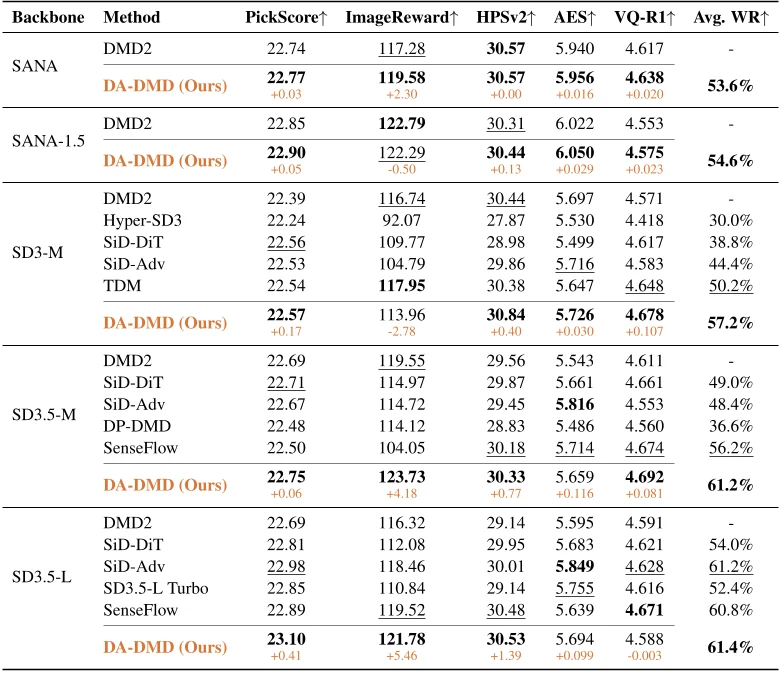 Backbone Method PickScore↑ ImageReward↑ HPSv2↑ AES↑ VQ-R1↑ Avg. WR↑
SANA
DMD2 22.74 117.28 30.57 5.940 4.617 -
DA-DMD (Ours) 22.77 119.58 30.57 5.956 4.638 53.6%
+0.03 +2.30 +0.00 +0.016 +0.020
SANA-1.5
DMD2 22.85 122.79 30.31 6.022 4.553 -
DA-DMD (Ours) 22.90 122.29 30.44 6.050 4.575 54.6%
+0.05 -0.50 +0.13 +0.029 +0.023
SD3-M
DMD2 22.39 116.74 30.44 5.697 4.571 -
Hyper-SD3 22.24 92.07 27.87 5.530 4.418 30.0%
SiD-DiT 22.56 109.77 28.98 5.499 4.617 38.8%
SiD-Adv 22.53 104.79 29.86 5.716 4.583 44.4%
TDM 22.54 117.95 30.38 5.647 4.648 50.2%
DA-DMD (Ours) 22.57 113.96 30.84 5.726 4.678 57.2%
+0.17 -2.78 +0.40 +0.030 +0.107
SD3.5-M
DMD2 22.69 119.55 29.56 5.543 4.611 -
SiD-DiT 22.71 114.97 29.87 5.661 4.661 49.0%
SiD-Adv 22.67 114.72 29.45 5.816 4.553 48.4%
DP-DMD 22.48 114.12 28.83 5.486 4.560 36.6%
SenseFlow 22.50 104.05 30.18 5.714 4.674 56.2%
DA-DMD (Ours) 22.75 123.73 30.33 5.659 4.692 61.2%
+0.06 +4.18 +0.77 +0.116 +0.081
SD3.5-L
DMD2 22.69 116.32 29.14 5.595 4.591 -
SiD-DiT 22.81 112.08 29.95 5.683 4.621 54.0%
SiD-Adv 22.98 118.46 30.01 5.849 4.628 61.2%
SD3.5-L Turbo 22.85 110.84 29.14 5.755 4.616 52.4%
SenseFlow 22.89 119.52 30.48 5.639 4.671 60.8%
DA-DMD (Ours) 23.10 121.78 30.53 5.694 4.588 61.4%
+0.41 +5.46 +1.39 +0.099 -0.003